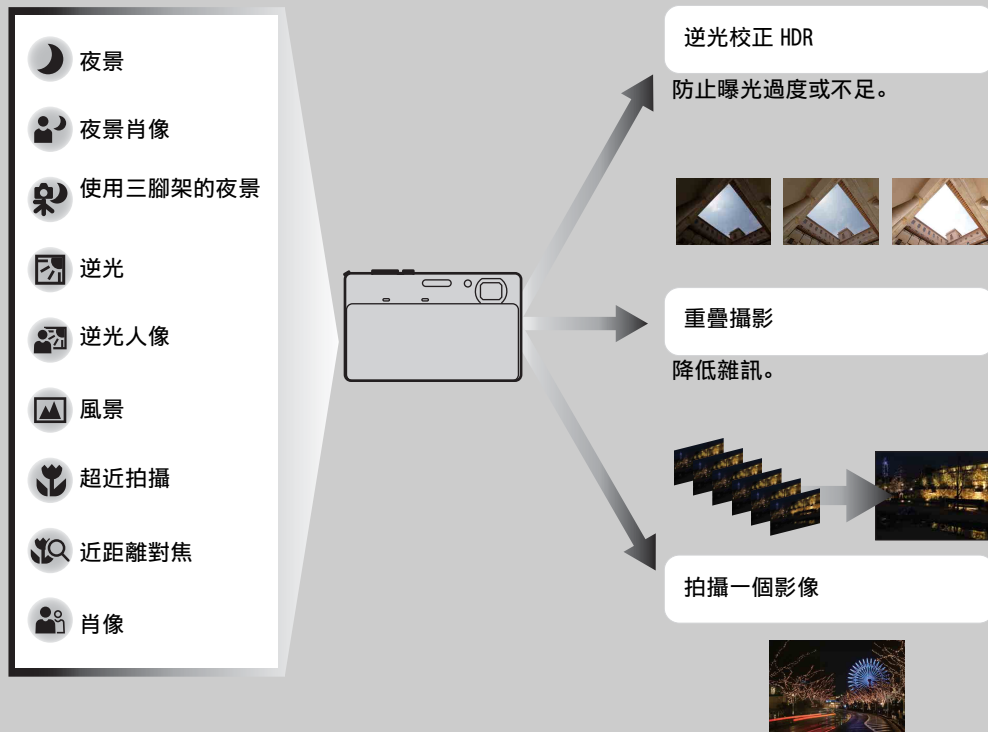 夜景
夜景肖像
使用三腳架的夜景
逆光
逆光人像
風景
超近拍攝
近距離對焦
肖像
逆光校正 HDR
防止曝光過度或不足。
重疊攝影
降低雜訊。
拍攝一個影像